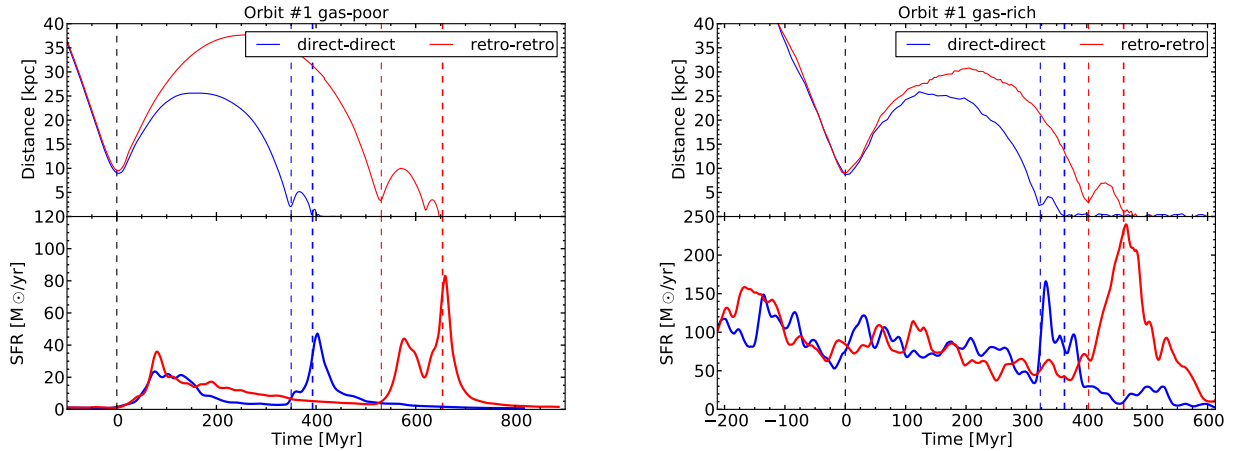 Orbit #1 gas-poor
direct-direct retro-retro
Distance [kpc]
40
35
30
25
20
15
10
5
120
100
80
60
40
20
0
SFR [M⊙/yr]
0 200 400 600 800
Time [Myr]
Orbit #1 gas-rich
direct-direct retro-retro
Distance [kpc]
40
35
30
25
20
15
10
5
250
200
150
100
50
0
SFR [M⊙/yr]
−200 −100 0 100 200 300 400 500 600
Time [Myr]